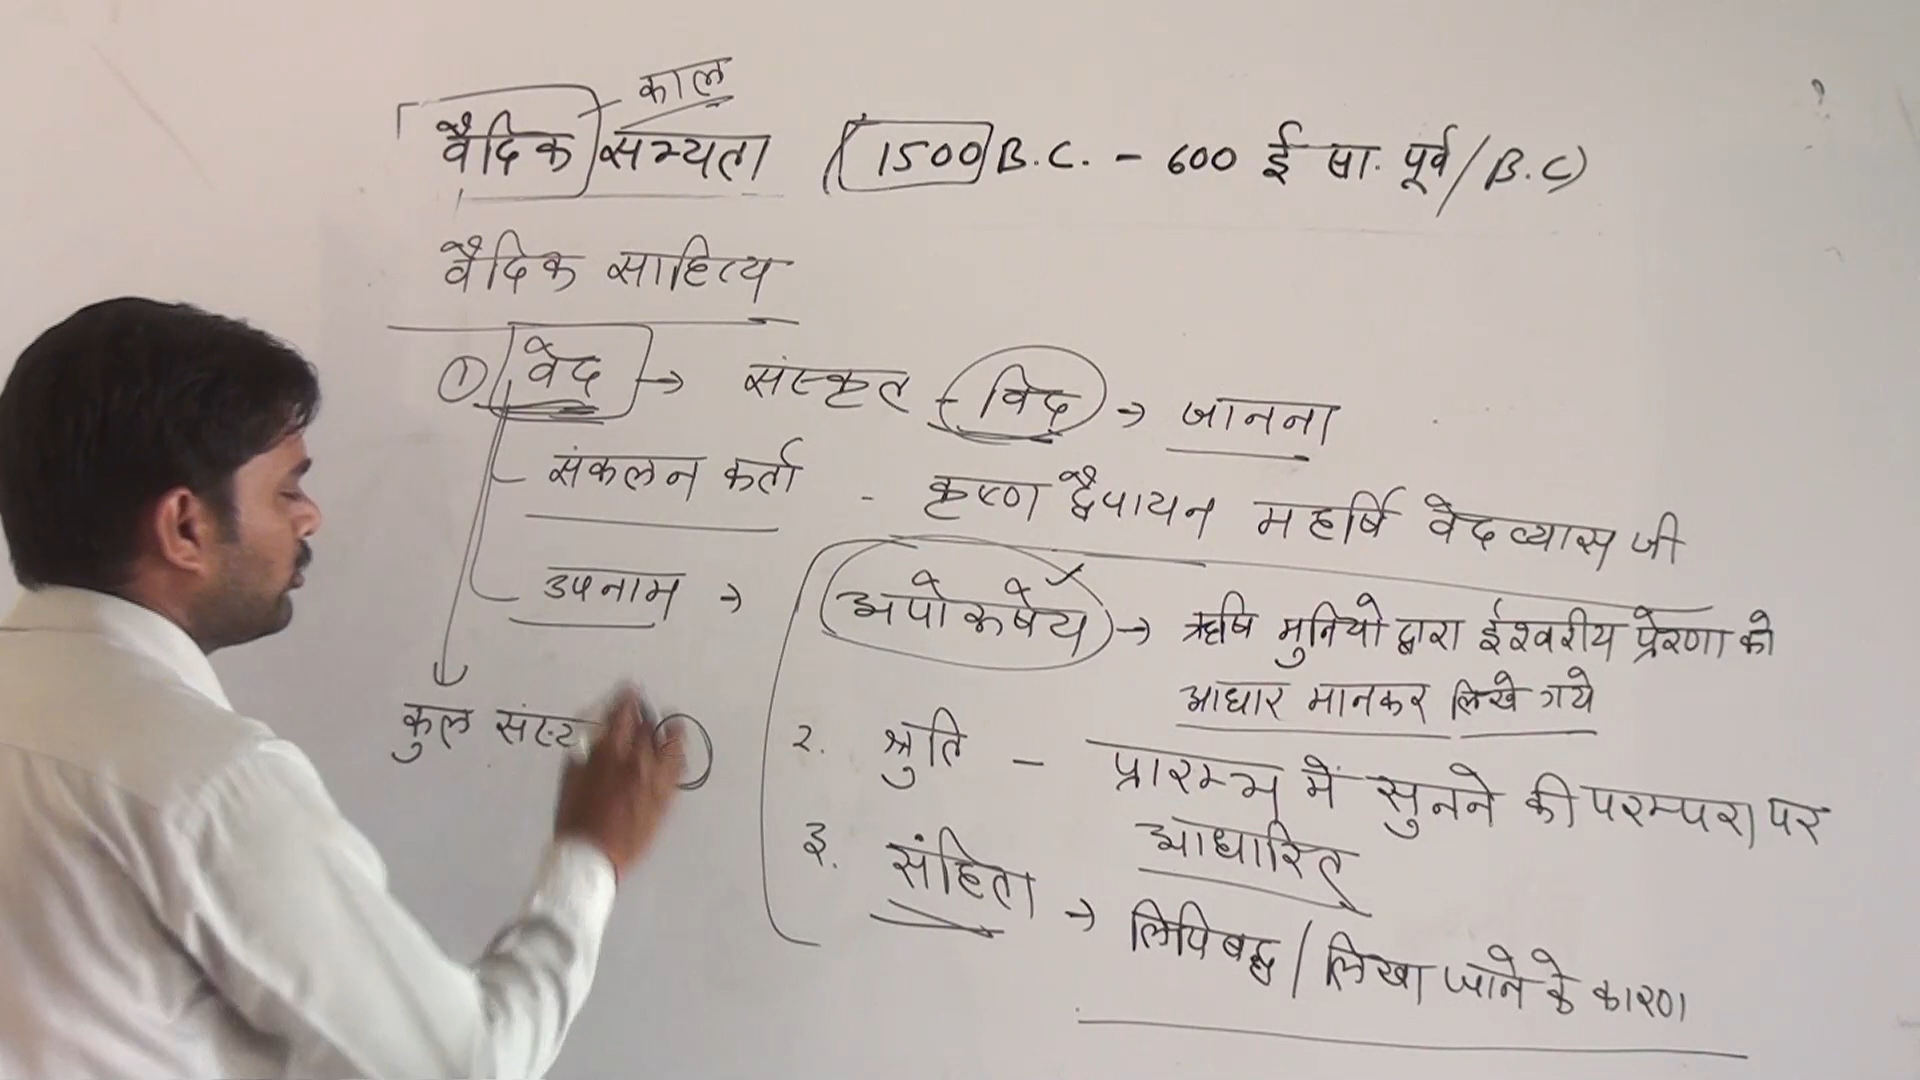 काल
वैदिक सभ्यता (1500 B.C. - 600 ई सा. पूर्व / B.C)
वैदिक साहित्य
① वेद → संस्कृत - विद → जानना
संकलन कर्ता - कृष्ण द्वैपायन महर्षि वेदव्यास जी
उपनाम → अपोरुषेय → ऋषि मुनियो द्वारा ईश्वरीय प्रेरणा को
आधार मानकर लिखे गये
कुल
२. श्रुति - प्रारम्भ में सुनने की परम्परा पर
आधारित
३. संहिता → लिपिबद्ध / लिखा जाने के कारण